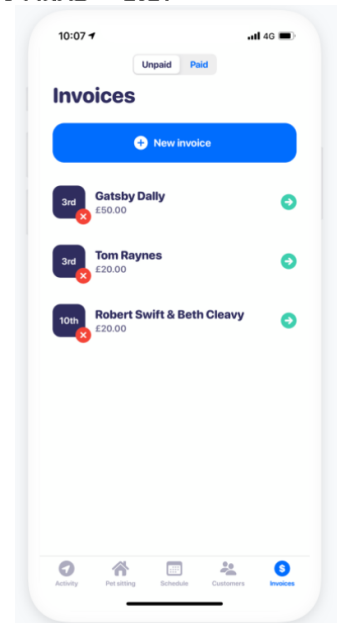 10:07 4G
Unpaid Paid
Invoices
New invoice
3rd Gatsby Dally
£50.00
3rd Tom Raynes
£20.00
10th Robert Swift & Beth Cleavy
£20.00
Activity Pet sitting Schedule Customers Invoices